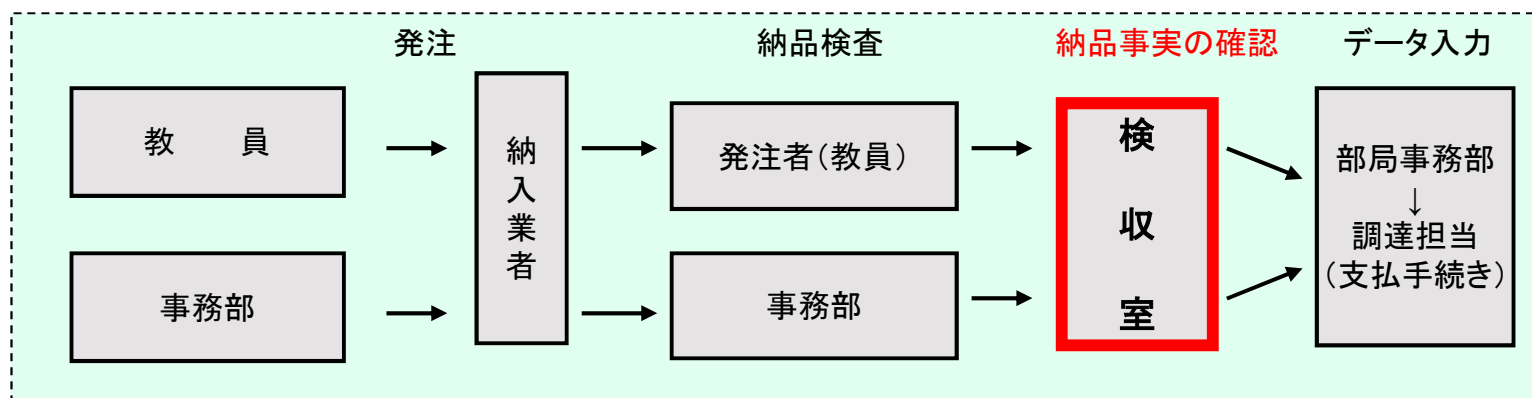 発注
納品検査
納品事実の確認
データ入力
教　　員
納入業者
発注者（教員）
検収室
部局事務部
↓
調達担当
（支払手続き）
事務部
事務部